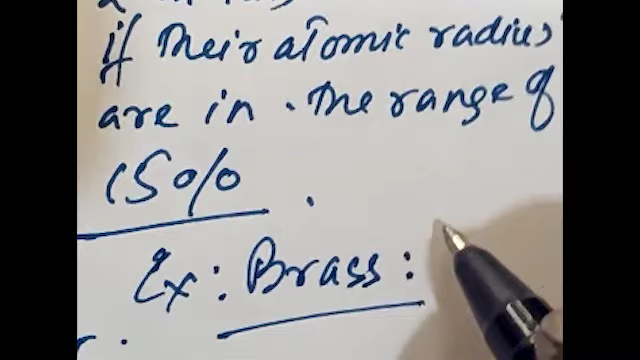 if their atomic radius
are in . the range of
15%
Ex: Brass: